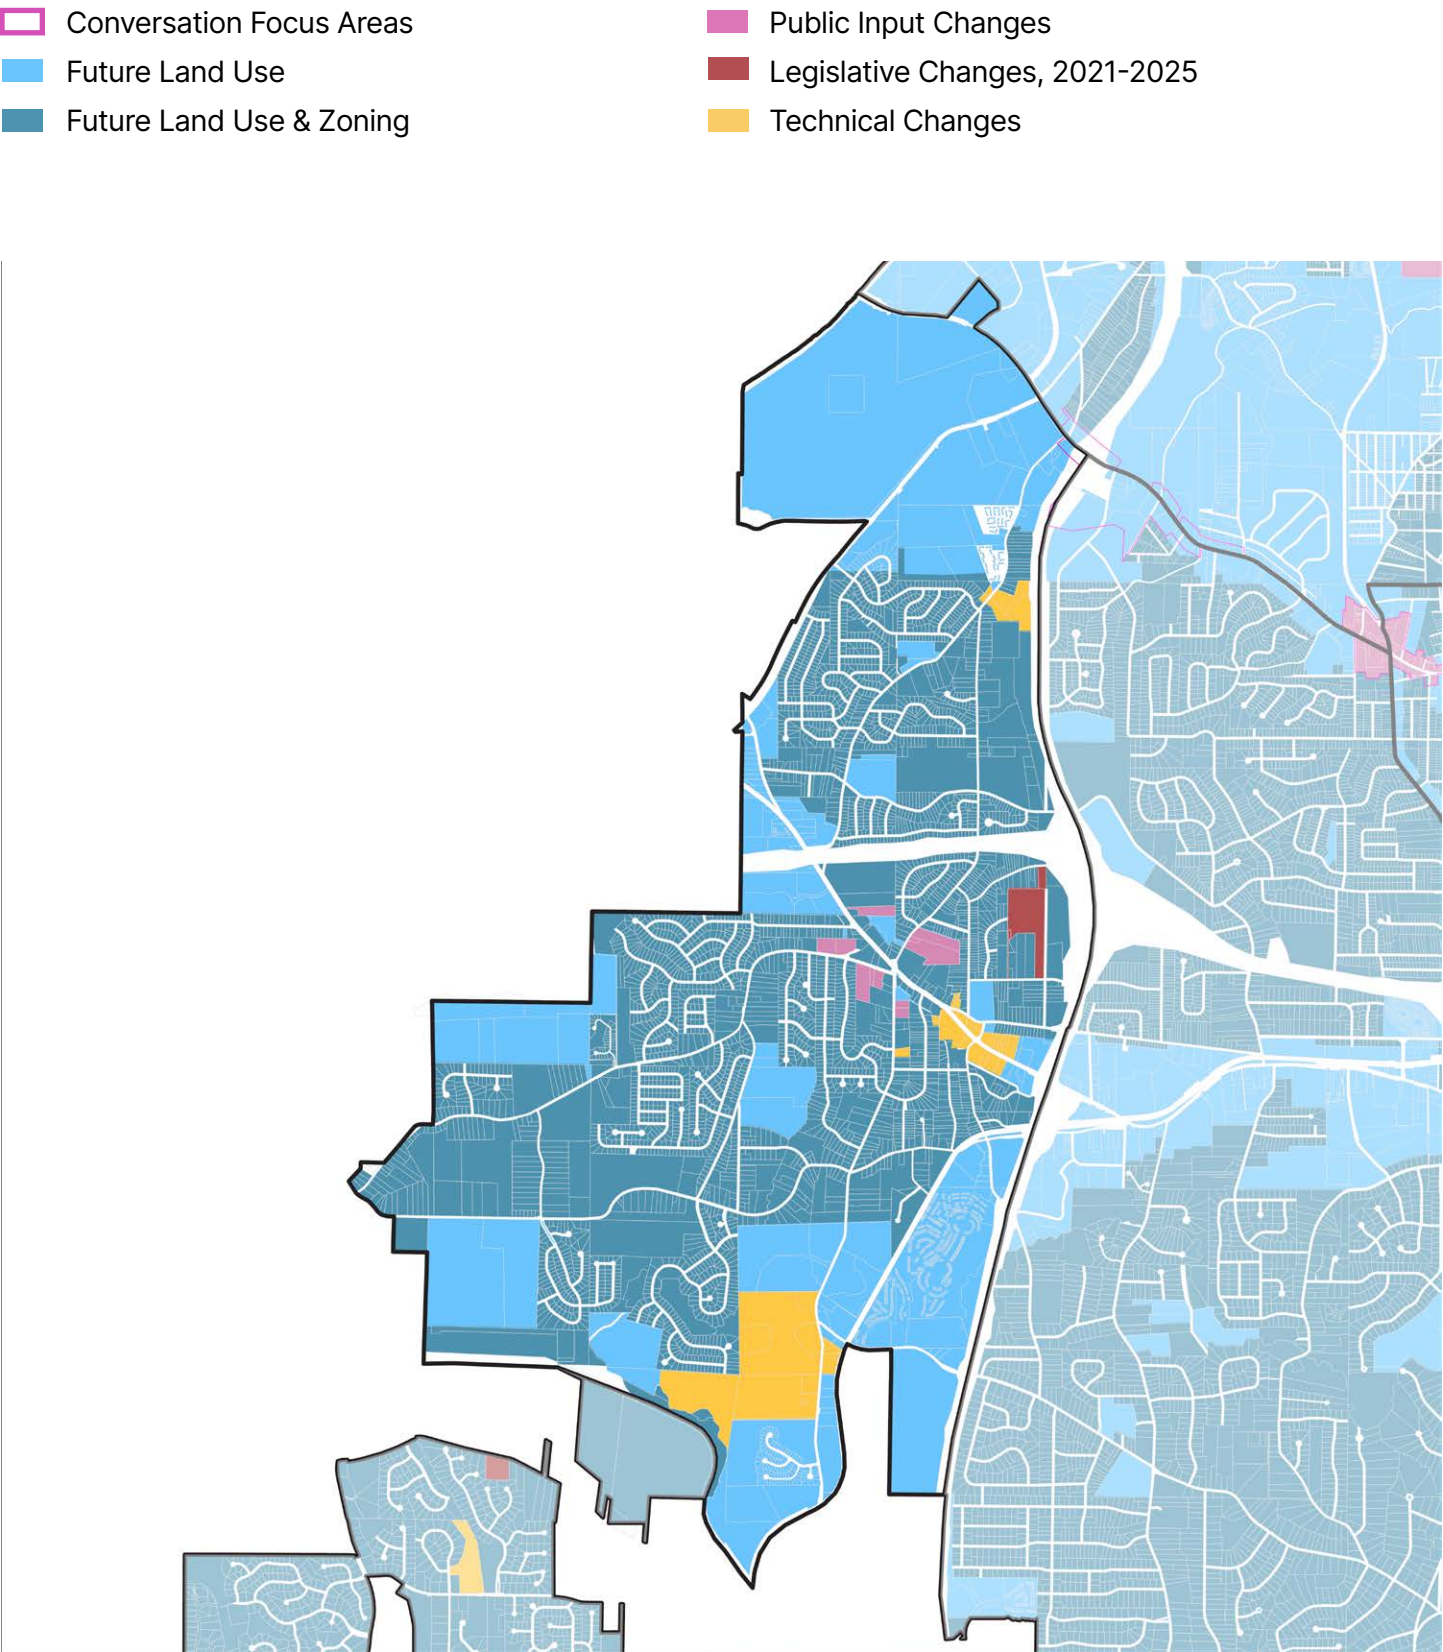 Conversation Focus Areas
Future Land Use
Future Land Use & Zoning
Public Input Changes
Legislative Changes, 2021-2025
Technical Changes